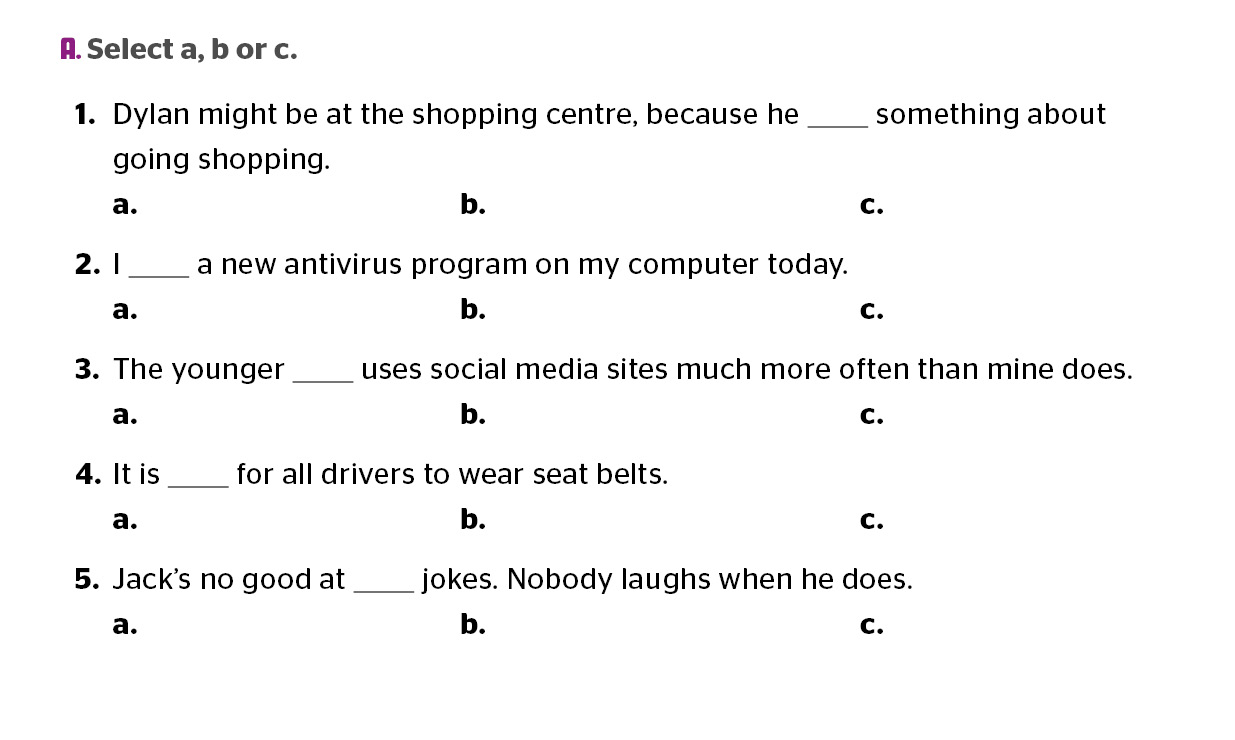 A. Select a, b or c.
1. Dylan might be at the shopping centre, because he ____ something about
going shopping.
a. b. c.
2. I ____ a new antivirus program on my computer today.
a. b. c.
3. The younger ____ uses social media sites much more often than mine does.
a. b. c.
4. It is ____ for all drivers to wear seat belts.
a. b. c.
5. Jack’s no good at ____ jokes. Nobody laughs when he does.
a. b. c.